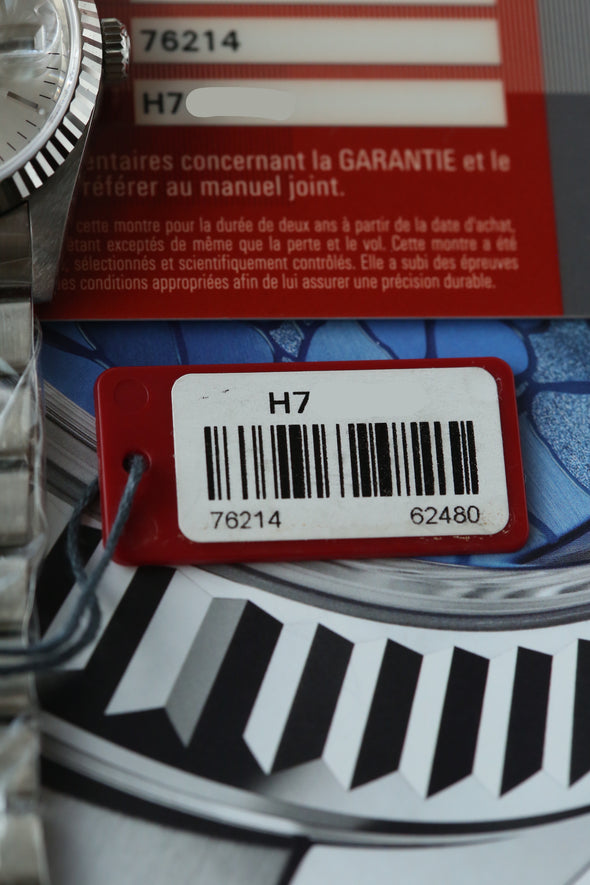 76214
H7
entaires concernant la GARANTIE et le
référer au manuel joint.
cette montre pour la durée de deux ans à partir de la date d'achat,
étant exceptés de même que la perte et le vol. Cette montre a été
sélectionnés et scientifiquement contrôlés. Elle a subi des épreuves
les conditions appropriées afin de lui assurer une précision durable.
H7
76214 62480